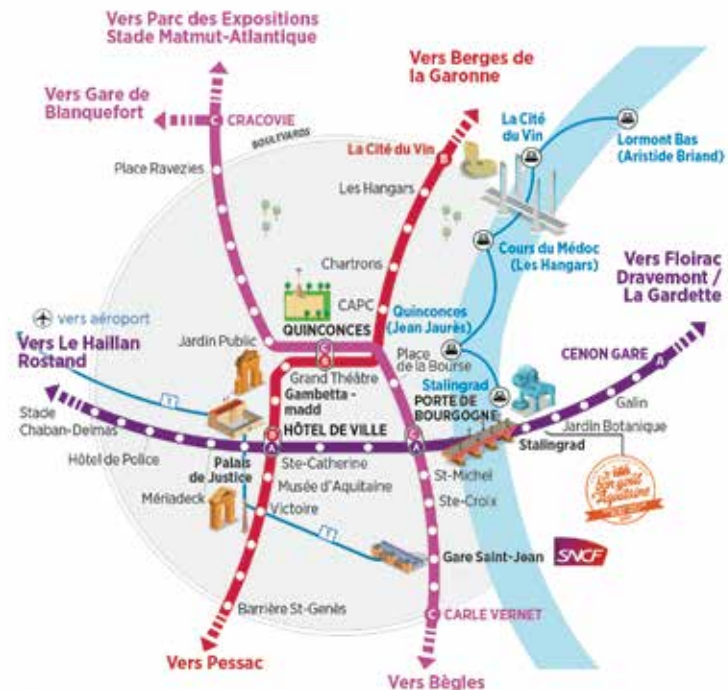 Vers Parc des Expositions
Stade Matmut-Atlantique
Vers Gare de
Blanquefort
C CRACOVIE
BOULEVARDS
Place Ravezies
Vers Berges de
la Garonne
La Cité du Vin B
Les Hangars
La Cité
du Vin
Lormont Bas
(Aristide Briand)
Chartrons
Cours du Médoc
(Les Hangars)
CAPC
QUINCONCES
C
B
Quinconces
(Jean Jaurès)
Place
de la Bourse
Vers Floirac
Dravemont /
La Gardette
vers aéroport
Vers Le Haillan
Rostand
Jardin Public
Grand Théâtre
Gambetta -
madd
Stalingrad
PORTE DE
BOURGOGNE
CENON GARE A
Galin
Jardin Botanique
Stalingrad
Stade
Chaban-Delmas
Hôtel de Police
B
A
HÔTEL DE VILLE
C
A
Palais
de Justice
Ste-Catherine
Musée d'Aquitaine
Mériadeck
Victoire
St-Michel
Ste-Croix
bon goût
d'Aquitaine
T
T
Gare Saint-Jean
SNCF
Barrière St-Genès
C CARLE VERNET
Vers Pessac
Vers Bègles